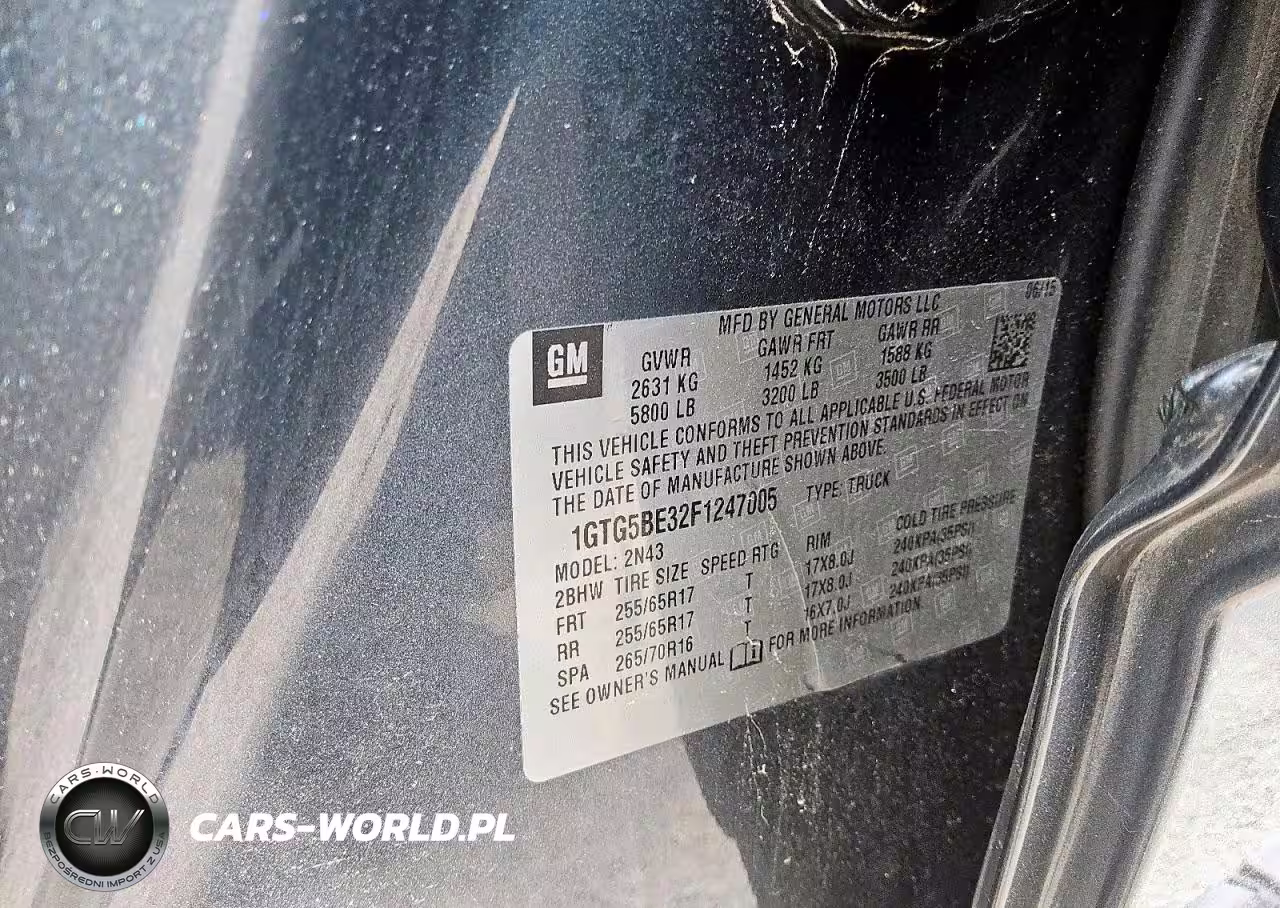 06/15
MFD BY GENERAL MOTORS LLC
GM
GVWR GAWR FRT GAWR RR
2631 KG 1452 KG 1588 KG
5800 LB 3200 LB 3500 LB
THIS VEHICLE CONFORMS TO ALL APPLICABLE U.S. FEDERAL MOTOR
VEHICLE SAFETY AND THEFT PREVENTION STANDARDS IN EFFECT ON
THE DATE OF MANUFACTURE SHOWN ABOVE.
1GTG5BE32F1247005 TYPE: TRUCK
MODEL: 2N43
2BHW TIRE SIZE SPEED RTG RIM COLD TIRE PRESSURE
FRT 255/65R17 T 17X8.0J 240KPA(35PSI)
RR 255/65R17 T 17X8.0J 240KPA(35PSI)
SPA 265/70R16 T 16X7.0J 240KPA(35PSI)
SEE OWNER'S MANUAL FOR MORE INFORMATION
CARS-WORLD
CW
BEZPOŚREDNI IMPORT Z USA
CARS-WORLD.PL